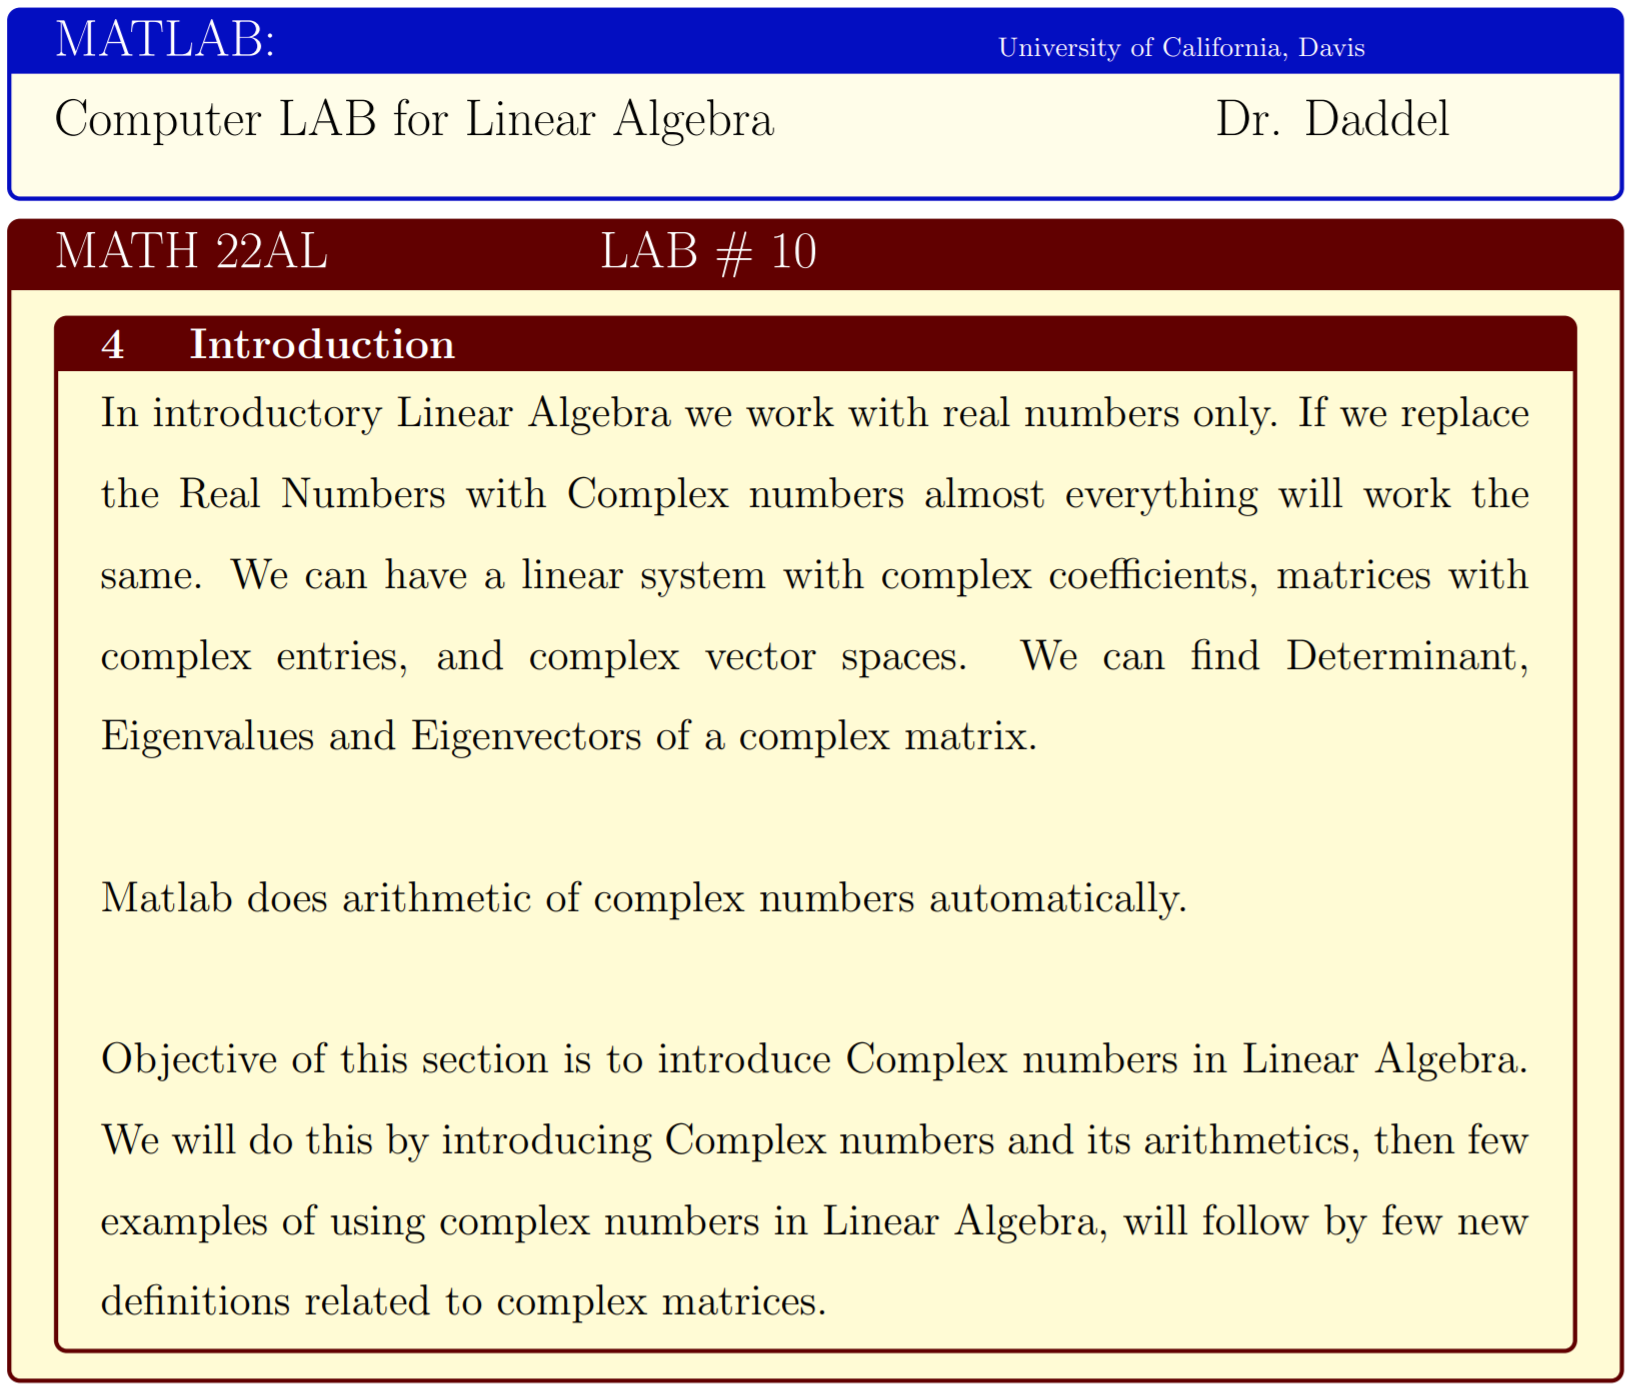 MATLAB: University of California, Davis
Computer LAB for Linear Algebra Dr. Daddel
MATH 22AL LAB # 10
4 Introduction
In introductory Linear Algebra we work with real numbers only. If we replace
the Real Numbers with Complex numbers almost everything will work the
same. We can have a linear system with complex coefficients, matrices with
complex entries, and complex vector spaces. We can find Determinant,
Eigenvalues and Eigenvectors of a complex matrix.
Matlab does arithmetic of complex numbers automatically.
Objective of this section is to introduce Complex numbers in Linear Algebra.
We will do this by introducing Complex numbers and its arithmetics, then few
examples of using complex numbers in Linear Algebra, will follow by few new
definitions related to complex matrices.